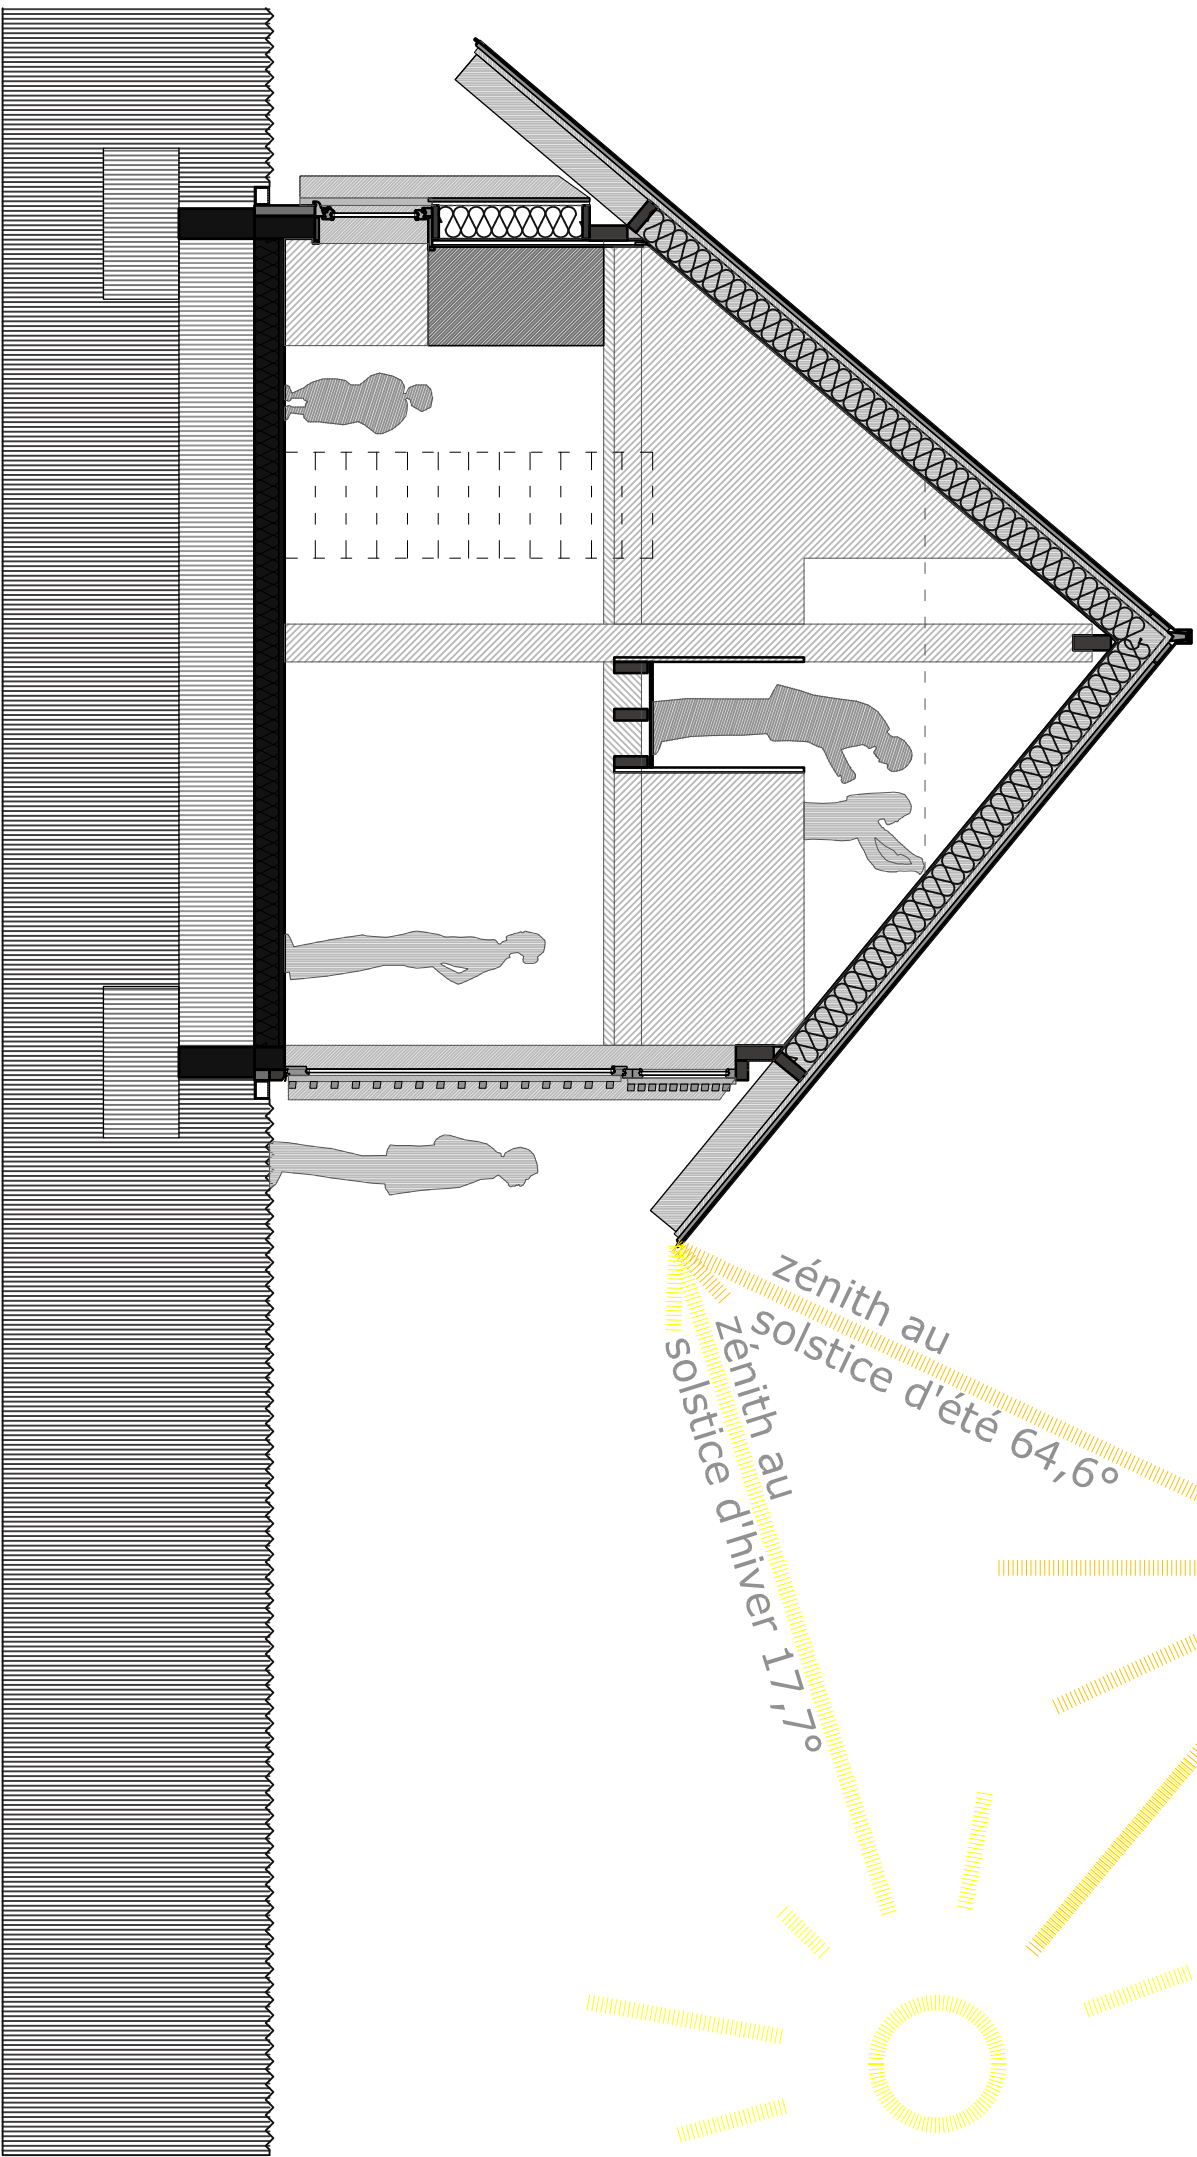 zénith au
solstice d'été 64,6°
zénith au
solstice d'hiver 17,7°